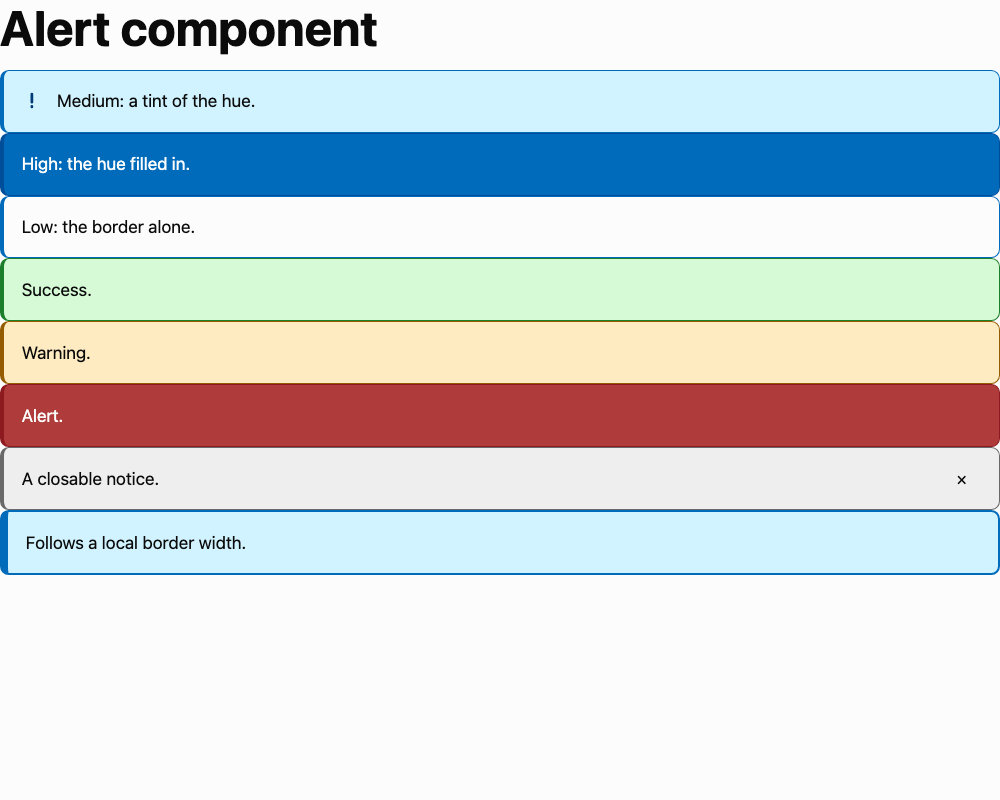 Alert component
! Medium: a tint of the hue.
High: the hue filled in.
Low: the border alone.
Success.
Warning.
Alert.
A closable notice. ×
Follows a local border width.